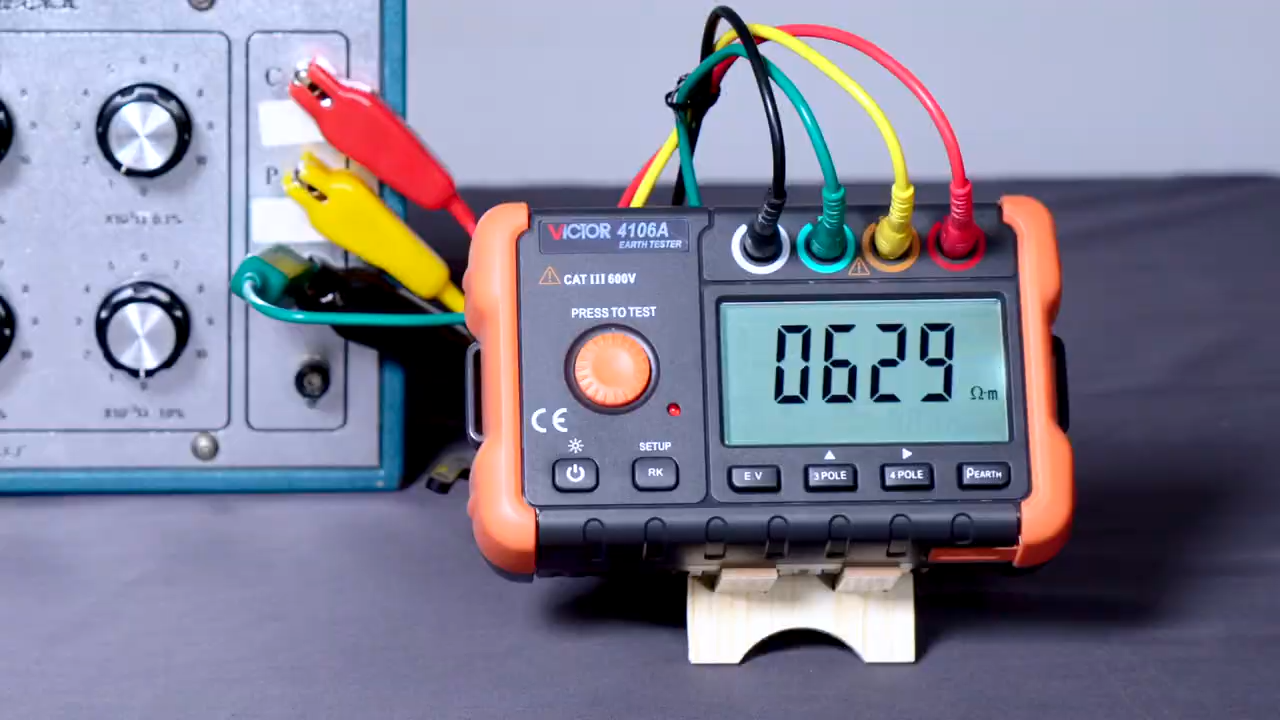 C
P
VICTOR 4106A
EARTH TESTER
CAT III 600V
PRESS TO TEST
0629
Ω·m
CE
SETUP
RK
E.V
3 POLE
4 POLE
ρEARTH